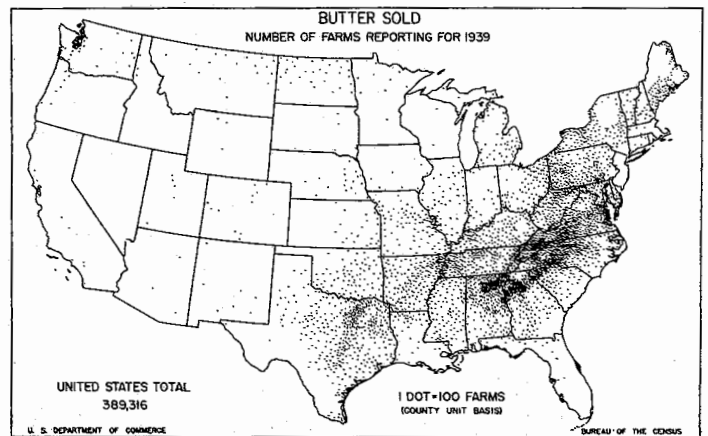 BUTTER SOLD
NUMBER OF FARMS REPORTING FOR 1939
UNITED STATES TOTAL
389,316
1 DOT=100 FARMS
(COUNTY UNIT BASIS)
U. S. DEPARTMENT OF COMMERCE
BUREAU OF THE CENSUS